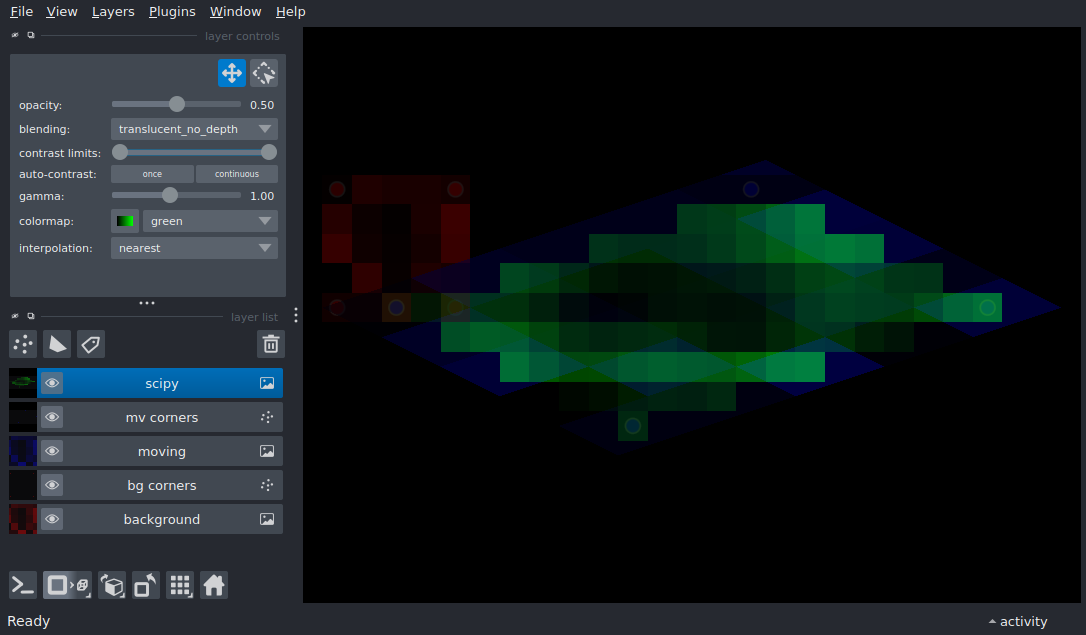 File View Layers Plugins Window Help
layer controls
opacity: 0.50
blending: translucent_no_depth
contrast limits:
auto-contrast: once continuous
gamma: 1.00
colormap: green
interpolation: nearest
layer list
scipy
mv corners
moving
bg corners
background
Ready
activity